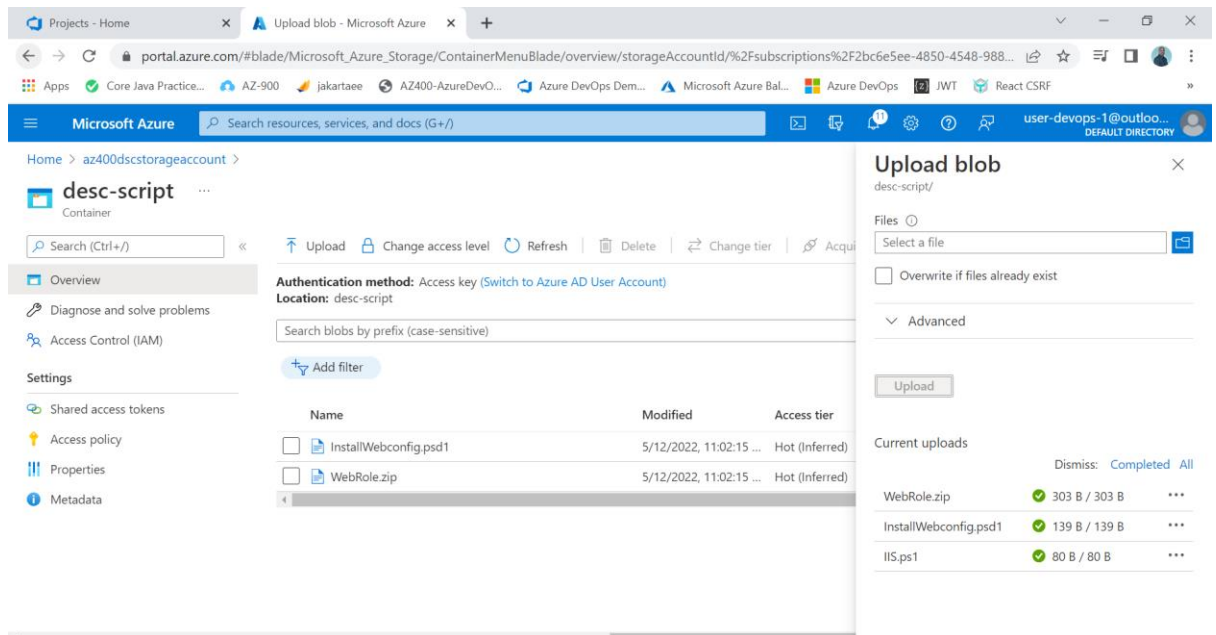 Projects - Home
Upload blob - Microsoft Azure
portal.azure.com/#blade/Microsoft_Azure_Storage/ContainerMenuBlade/overview/storageAccountId/%2Fsubscriptions%2F2bc6e5ee-4850-4548-988...
Apps Core Java Practice... AZ-900 jakartaee AZ400-AzureDevO... Azure DevOps Dem... Microsoft Azure Bal... Azure DevOps JWT React CSRF »
Microsoft Azure
Search resources, services, and docs (G+/)
11
user-devops-1@outloo...
DEFAULT DIRECTORY
Home > az400dscstorageaccount >
desc-script ...
Container
Search (Ctrl+/) «
Overview
Diagnose and solve problems
Access Control (IAM)
Settings
Shared access tokens
Access policy
Properties
Metadata
Upload Change access level Refresh Delete Change tier Acqui
Authentication method: Access key (Switch to Azure AD User Account)
Location: desc-script
Search blobs by prefix (case-sensitive)
Add filter
Name Modified Access tier
InstallWebconfig.psd1 5/12/2022, 11:02:15 ... Hot (Inferred)
WebRole.zip 5/12/2022, 11:02:15 ... Hot (Inferred)
Upload blob
desc-script/
Files
Select a file
Overwrite if files already exist
Advanced
Upload
Current uploads
Dismiss: Completed All
WebRole.zip 303 B / 303 B ...
InstallWebconfig.psd1 139 B / 139 B ...
IIS.ps1 80 B / 80 B ...